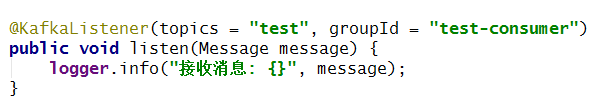 @KafkaListener(topics = "test", groupId = "test-consumer")
public void listen(Message message) {
    logger.info("接收消息: {}", message);
}